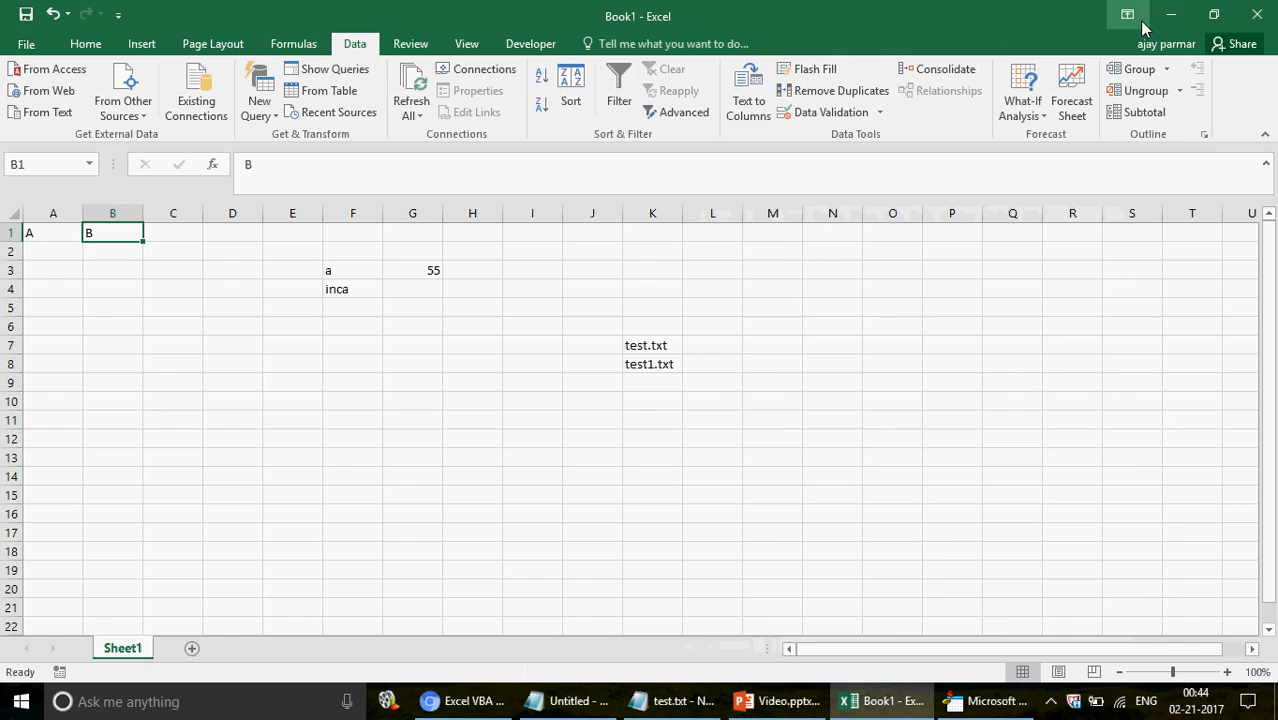 Book1 - Excel
File Home Insert Page Layout Formulas Data Review View Developer Tell me what you want to do... ajay parmar Share
From Access From Other Sources Existing Connections New Query Show Queries Refresh All Connections Sort Filter Clear Text to Columns Flash Fill Consolidate What-If Analysis Forecast Sheet Group
From Web From Table Properties Reapply Remove Duplicates Relationships Ungroup
From Text Recent Sources Edit Links Advanced Data Validation Subtotal
Get External Data Get & Transform Connections Sort & Filter Data Tools Forecast Outline
B1 fx B
A B C D E F G H I J K L M N O P Q R S T U
1 A B
2
3 a 55
4 inca
5
6
7 test.txt
8 test1.txt
9
10
11
12
13
14
15
16
17
18
19
20
21
22
Sheet1
Ready 100%
Ask me anything Excel VBA ... Untitled - ... test.txt - N... Video.pptx... Book1 - Ex... Microsoft ... ENG 00:44
02-21-2017